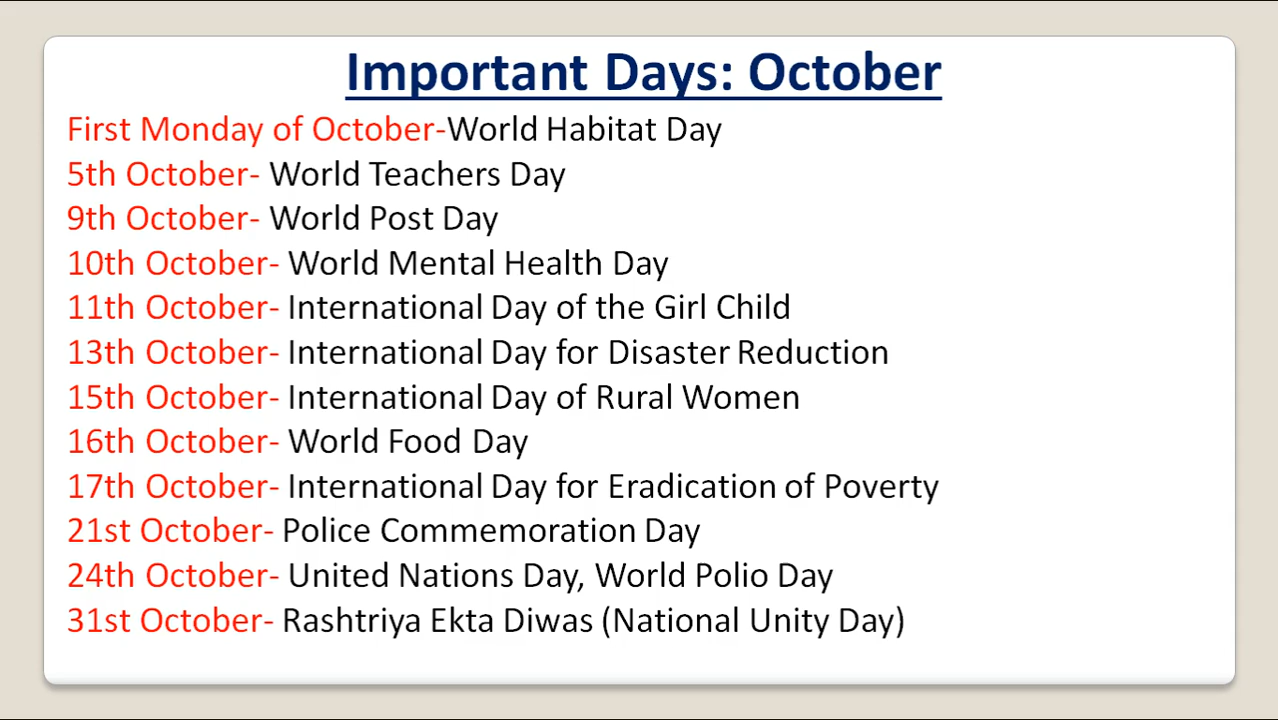 Important Days: October
First Monday of October-World Habitat Day
5th October- World Teachers Day
9th October- World Post Day
10th October- World Mental Health Day
11th October- International Day of the Girl Child
13th October- International Day for Disaster Reduction
15th October- International Day of Rural Women
16th October- World Food Day
17th October- International Day for Eradication of Poverty
21st October- Police Commemoration Day
24th October- United Nations Day, World Polio Day
31st October- Rashtriya Ekta Diwas (National Unity Day)